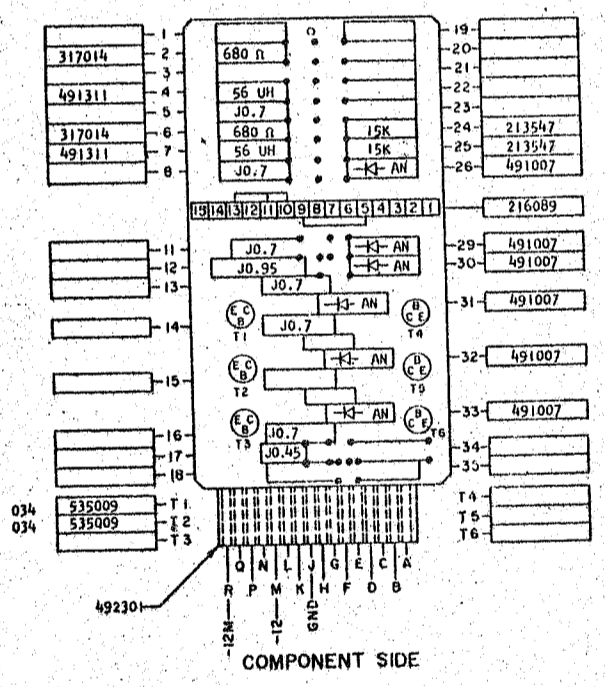 1 19
317014 2 680 Ω 20
3 21
491311 4 56 UH 22
5 J0.7 23
317014 6 680 Ω 15K 24 213547
491311 7 56 UH 15K 25 213547
8 J0.7 AN 26 491007
15 14 13 12 11 10 9 8 7 6 5 4 3 2 1 216089
11 J0.7 AN 29 491007
12 J0.95 AN 30 491007
13 J0.7
AN 31 491007
14 E C B J0.7 B C E
T1 T4
AN 32 491007
15 E C B B C E
T2 T5
AN 33 491007
16 E C B J0.7 B C E
T3 T6
17 J0.45 34
18 35
034 535009 T1 T4
034 535009 T2 T5
T3 T6
Q N L J G E C A
R P M K H F D B
492301 -12M -12 GND
COMPONENT SIDE